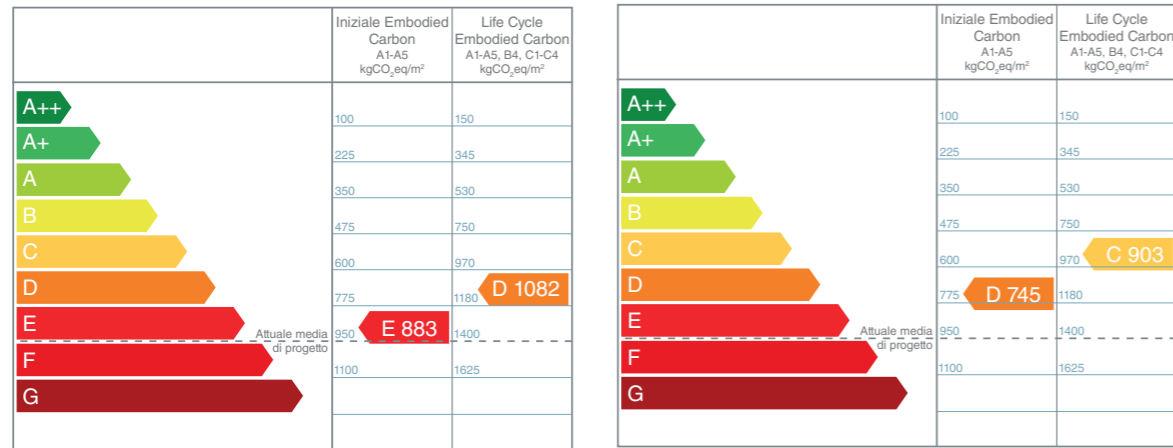 Iniziale Embodied
Carbon
A1-A5
kgCO₂eq/m²
Life Cycle
Embodied Carbon
A1-A5, B4, C1-C4
kgCO₂eq/m²
A++
100
150
A+
225
345
A
350
530
B
475
750
C
600
970
D
D 1082
775
1180
E
E 883
Attuale media
950
1400
di progetto
F
1100
1625
G
Iniziale Embodied
Carbon
A1-A5
kgCO₂eq/m²
Life Cycle
Embodied Carbon
A1-A5, B4, C1-C4
kgCO₂eq/m²
A++
100
150
A+
225
345
A
350
530
B
475
750
C
C 903
600
970
D
D 745
775
1180
E
Attuale media
950
1400
di progetto
F
1100
1625
G